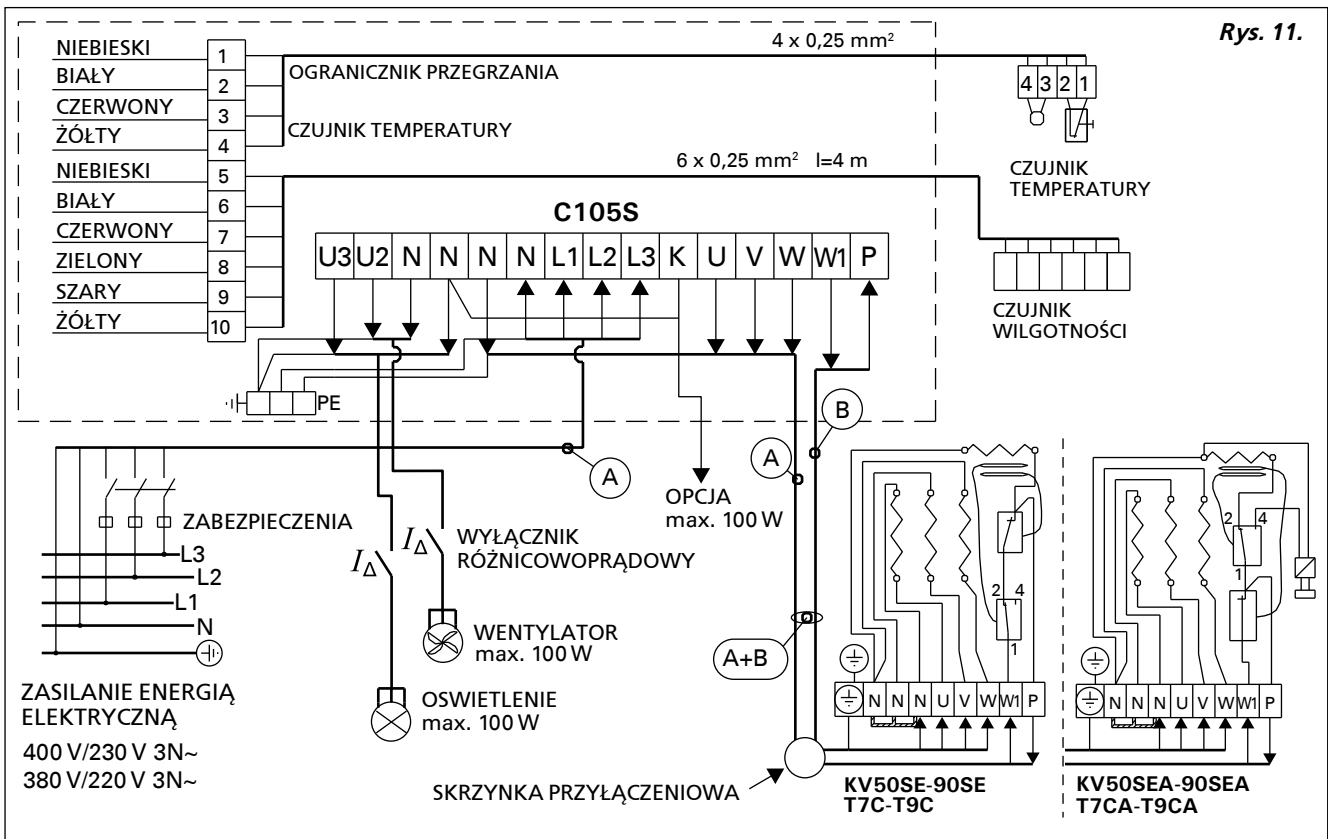 Rys. 11.
4 x 0,25 mm²
NIEBIESKI 1
BIAŁY 2
CZERWONY 3
ŻÓŁTY 4
NIEBIESKI 5
BIAŁY 6
CZERWONY 7
ZIELONY 8
SZARY 9
ŻÓŁTY 10
OGRANICZNIK PRZEGRZANIA
CZUJNIK TEMPERATURY
4 3 2 1
CZUJNIK
TEMPERATURY
6 x 0,25 mm² l=4 m
CZUJNIK
WILGOTNOŚCI
C105S
U3 U2 N N N N L1 L2 L3 K U V W W1 P
PE
A
A
B
A+B
OPCJA
max. 100 W
ZABEZPIECZENIA
L3
L2
L1
N
ZASILANIE ENERGIĄ
ELEKTRYCZNĄ
400 V/230 V 3N~
380 V/220 V 3N~
IΔ
IΔ
WYŁĄCZNIK
RÓŻNICOWOPRĄDOWY
WENTYLATOR
max. 100 W
OSWIETLENIE
max. 100 W
SKRZYNKA PRZYŁĄCZENIOWA
2 4
1
N N N U V W W1 P
KV50SE-90SE
T7C-T9C
2 4
1
N N N U V W W1 P
KV50SEA-90SEA
T7CA-T9CA